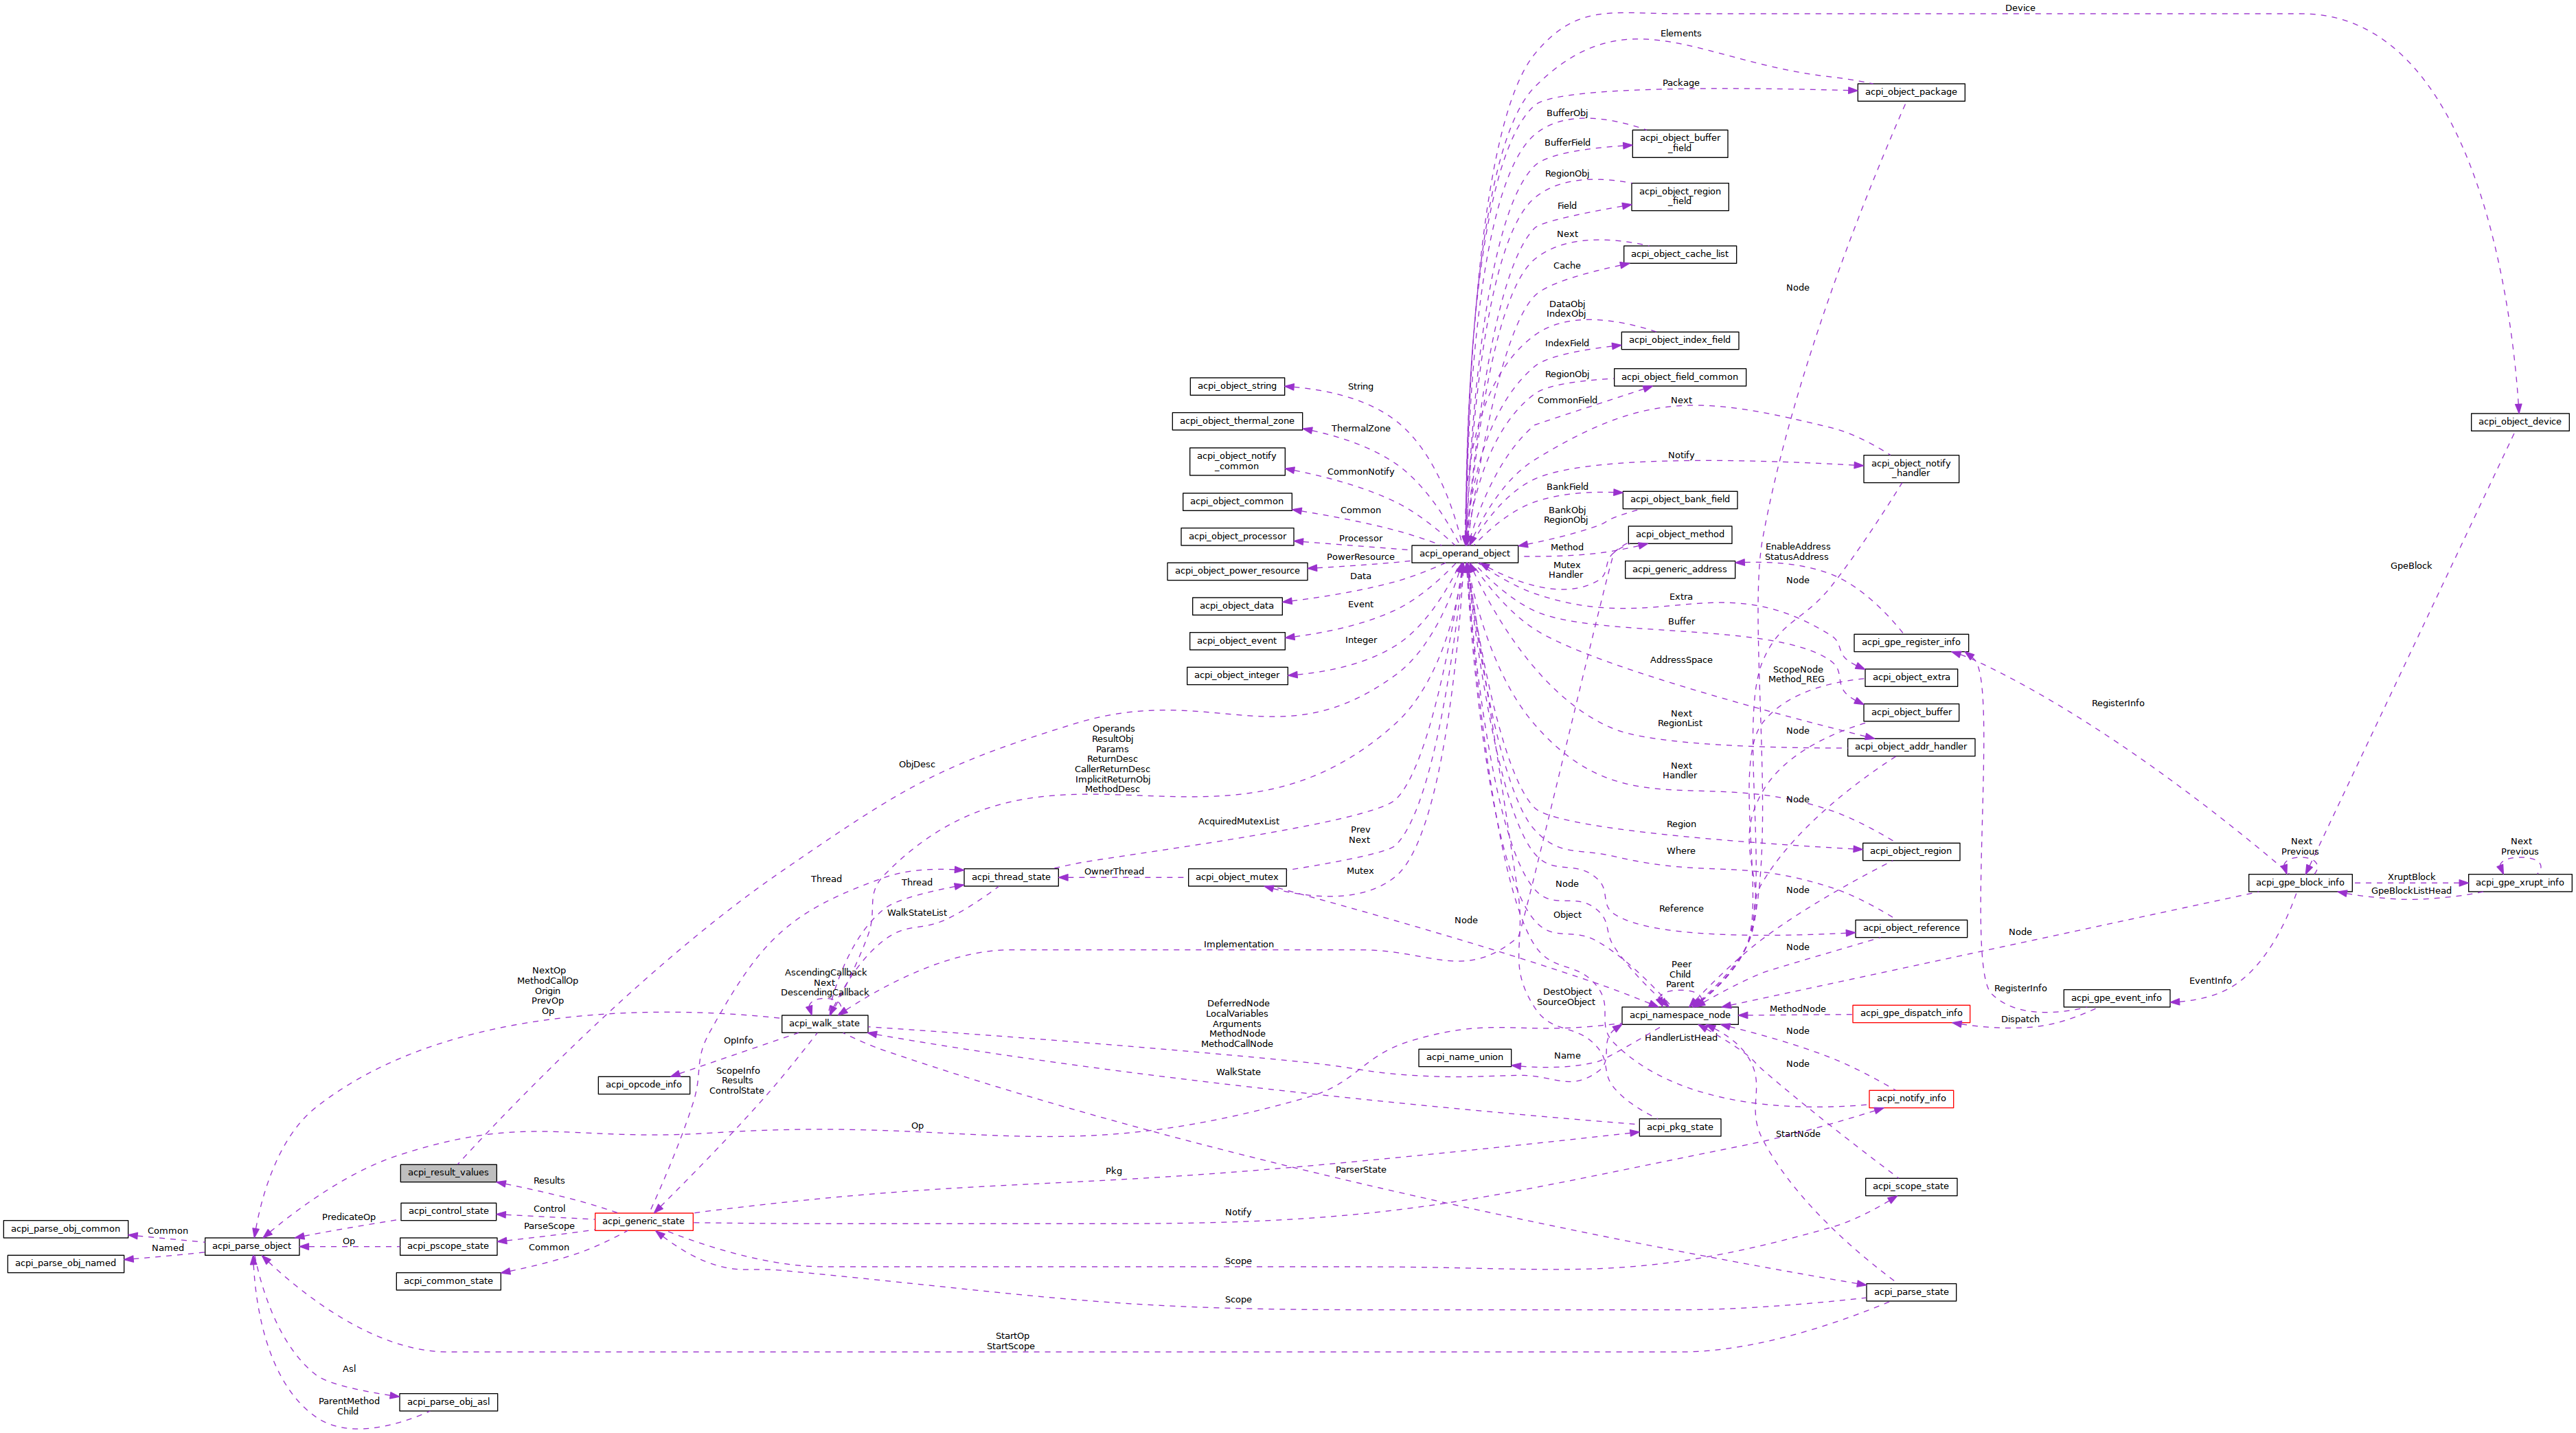 Device
Elements
Package
acpi_object_package
BufferObj
acpi_object_buffer
_field
BufferField
RegionObj
acpi_object_region
_field
Field
Next
acpi_object_cache_list
Cache
Node
DataObj
IndexObj
acpi_object_index_field
IndexField
RegionObj
acpi_object_field_common
acpi_object_string
String
CommonField
Next
acpi_object_thermal_zone
ThermalZone
acpi_object_device
acpi_object_notify
_common
CommonNotify
Notify
acpi_object_notify
_handler
BankField
acpi_object_bank_field
acpi_object_common
Common
BankObj
RegionObj
acpi_object_processor
Processor
acpi_object_method
acpi_operand_object
Method
EnableAddress
StatusAddress
PowerResource
acpi_object_power_resource
Mutex
Handler
acpi_generic_address
GpeBlock
Data
Node
acpi_object_data
Event
Extra
Buffer
acpi_object_event
Integer
acpi_gpe_register_info
AddressSpace
ScopeNode
Method_REG
acpi_object_integer
acpi_object_extra
RegisterInfo
acpi_object_buffer
Next
RegionList
Node
acpi_object_addr_handler
Operands
ResultObj
Params
ReturnDesc
CallerReturnDesc
ImplicitReturnObj
MethodDesc
ObjDesc
Next
Handler
Node
AcquiredMutexList
Region
Prev
Next
Where
acpi_object_region
Next
Previous
Next
Previous
OwnerThread
Mutex
Thread
Thread
acpi_thread_state
acpi_object_mutex
Node
Node
acpi_gpe_block_info
XruptBlock
GpeBlockListHead
acpi_gpe_xrupt_info
WalkStateList
Node
Object
Reference
acpi_object_reference
Node
Implementation
Node
AscendingCallback
Next
DescendingCallback
Peer
Child
Parent
NextOp
MethodCallOp
Origin
PrevOp
Op
EventInfo
RegisterInfo
DestObject
SourceObject
acpi_gpe_event_info
DeferredNode
LocalVariables
Arguments
MethodNode
MethodCallNode
acpi_walk_state
acpi_namespace_node
MethodNode
acpi_gpe_dispatch_info
Dispatch
OpInfo
HandlerListHead
Node
acpi_name_union
Name
Node
ScopeInfo
Results
ControlState
acpi_opcode_info
WalkState
acpi_notify_info
Op
acpi_pkg_state
StartNode
acpi_result_values
Pkg
ParserState
Results
acpi_scope_state
acpi_control_state
Control
Notify
PredicateOp
acpi_generic_state
acpi_parse_obj_common
Common
ParseScope
Named
acpi_parse_object
Op
acpi_pscope_state
Common
acpi_parse_obj_named
Scope
acpi_common_state
acpi_parse_state
Scope
StartOp
StartScope
Asl
ParentMethod
Child
acpi_parse_obj_asl